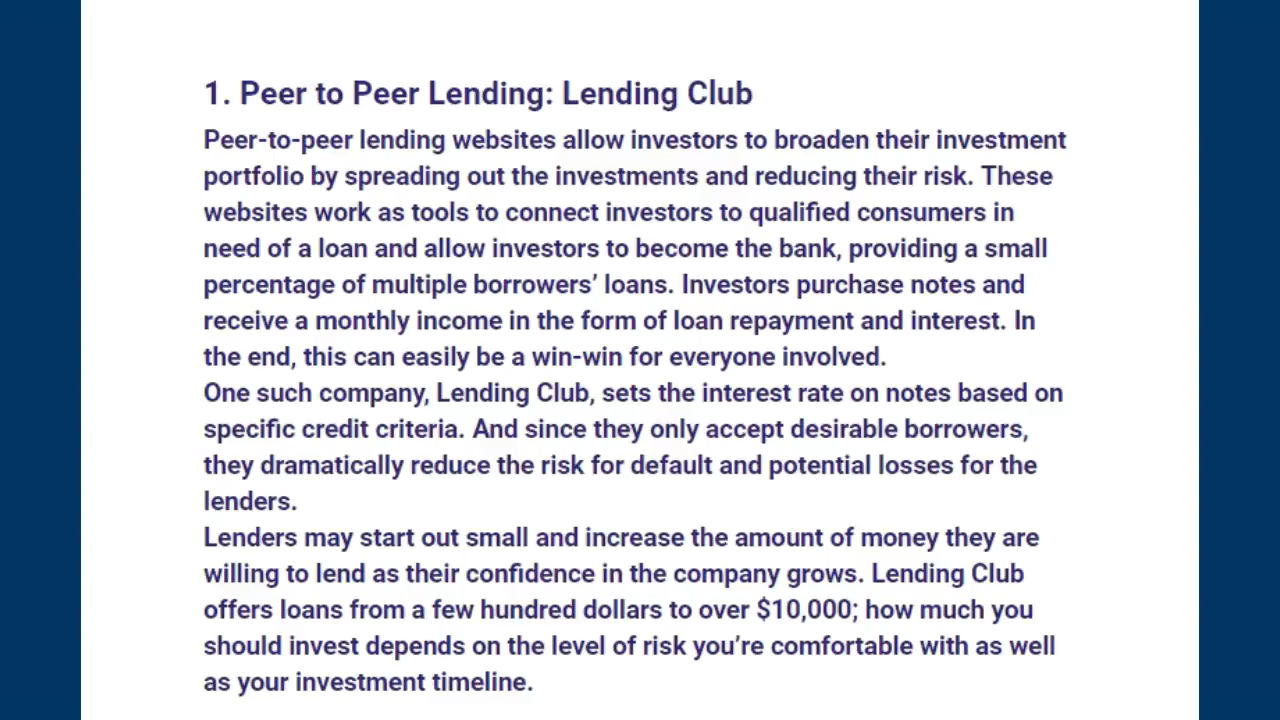 1. Peer to Peer Lending: Lending Club
Peer-to-peer lending websites allow investors to broaden their investment
portfolio by spreading out the investments and reducing their risk. These
websites work as tools to connect investors to qualified consumers in
need of a loan and allow investors to become the bank, providing a small
percentage of multiple borrowers’ loans. Investors purchase notes and
receive a monthly income in the form of loan repayment and interest. In
the end, this can easily be a win-win for everyone involved.
One such company, Lending Club, sets the interest rate on notes based on
specific credit criteria. And since they only accept desirable borrowers,
they dramatically reduce the risk for default and potential losses for the
lenders.
Lenders may start out small and increase the amount of money they are
willing to lend as their confidence in the company grows. Lending Club
offers loans from a few hundred dollars to over $10,000; how much you
should invest depends on the level of risk you’re comfortable with as well
as your investment timeline.